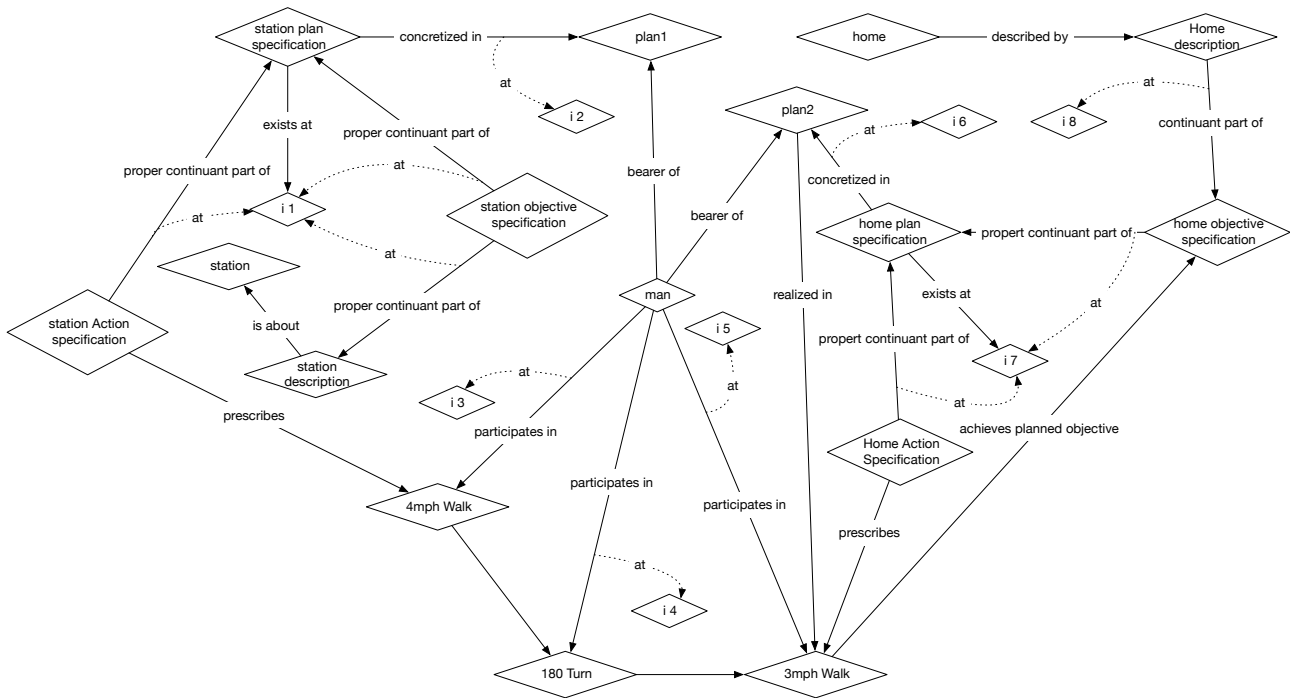 station plan
specification
concretized in
plan1
home
described by
Home
description
at
i 2
plan2
at
i 6
at
i 8
exists at
proper continuant part of
continuant part of
proper continuant part of
at
bearer of
concretized in
i 1
at
station objective
specification
bearer of
home plan
specification
propert continuant part of
home objective
specification
at
station
man
realized in
exists at
at
proper continuant part of
station Action
specification
is about
i 5
propert continuant part of
i 7
station
description
at
at
i 3
at
prescribes
participates in
achieves planned objective
Home Action
Specification
participates in
participates in
4mph Walk
prescribes
at
i 4
180 Turn
3mph Walk